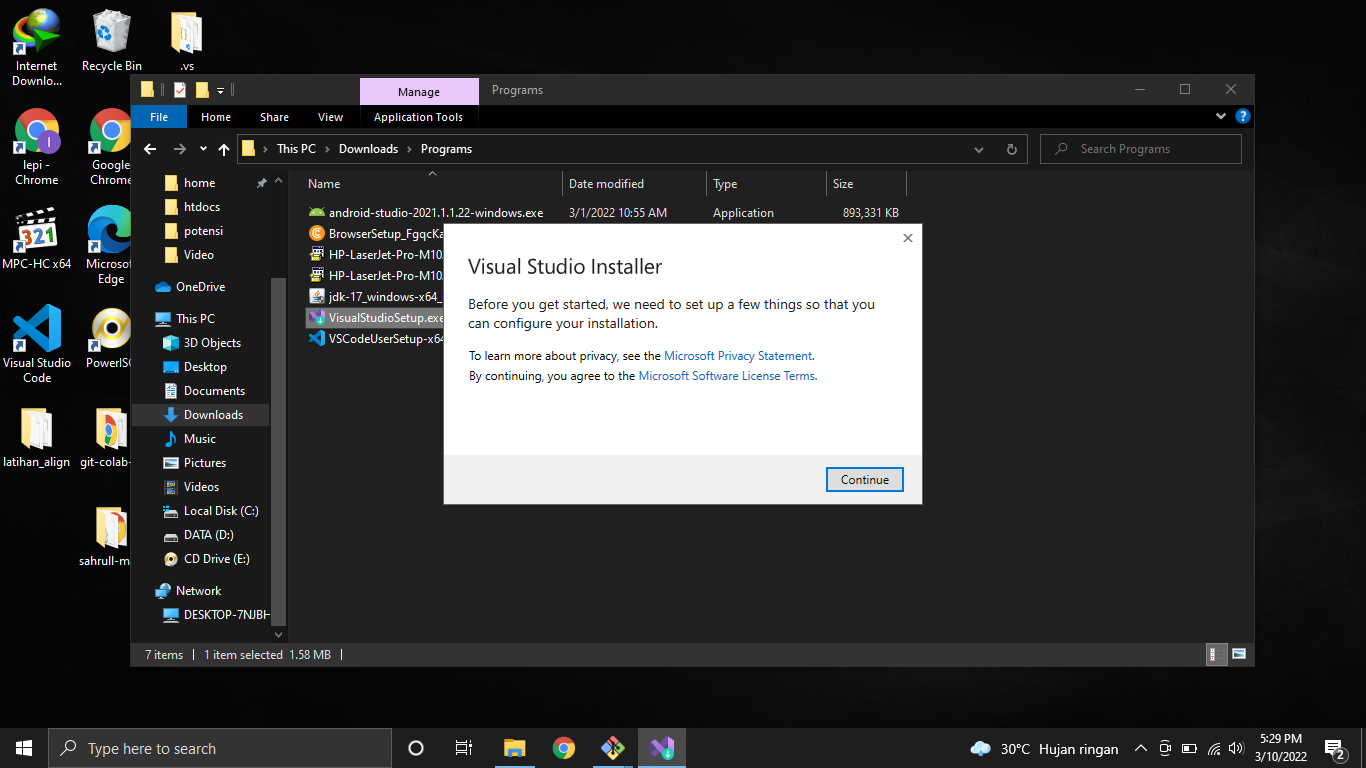 Internet
Downlo...
Recycle Bin
.vs
lepi -
Chrome
Google
Chrome
MPC-HC x64
Microsoft
Edge
Visual Studio
Code
PowerISO
latihan_align
git-colab-
sahrull-m
Manage
Programs
File
Home
Share
View
Application Tools
This PC > Downloads > Programs
Search Programs
home
htdocs
potensi
Video
OneDrive
This PC
3D Objects
Desktop
Documents
Downloads
Music
Pictures
Videos
Local Disk (C:)
DATA (D:)
CD Drive (E:)
Network
DESKTOP-7NJBH
Name Date modified Type Size
android-studio-2021.1.1.22-windows.exe 3/1/2022 10:55 AM Application 893,331 KB
BrowserSetup_FgqcKa
HP-LaserJet-Pro-M102
HP-LaserJet-Pro-M102
jdk-17_windows-x64_
VisualStudioSetup.exe
VSCodeUserSetup-x64
Visual Studio Installer
Before you get started, we need to set up a few things so that you
can configure your installation.
To learn more about privacy, see the Microsoft Privacy Statement.
By continuing, you agree to the Microsoft Software License Terms.
Continue
7 items
1 item selected 1.58 MB
Type here to search
30°C Hujan ringan
5:29 PM
3/10/2022
2